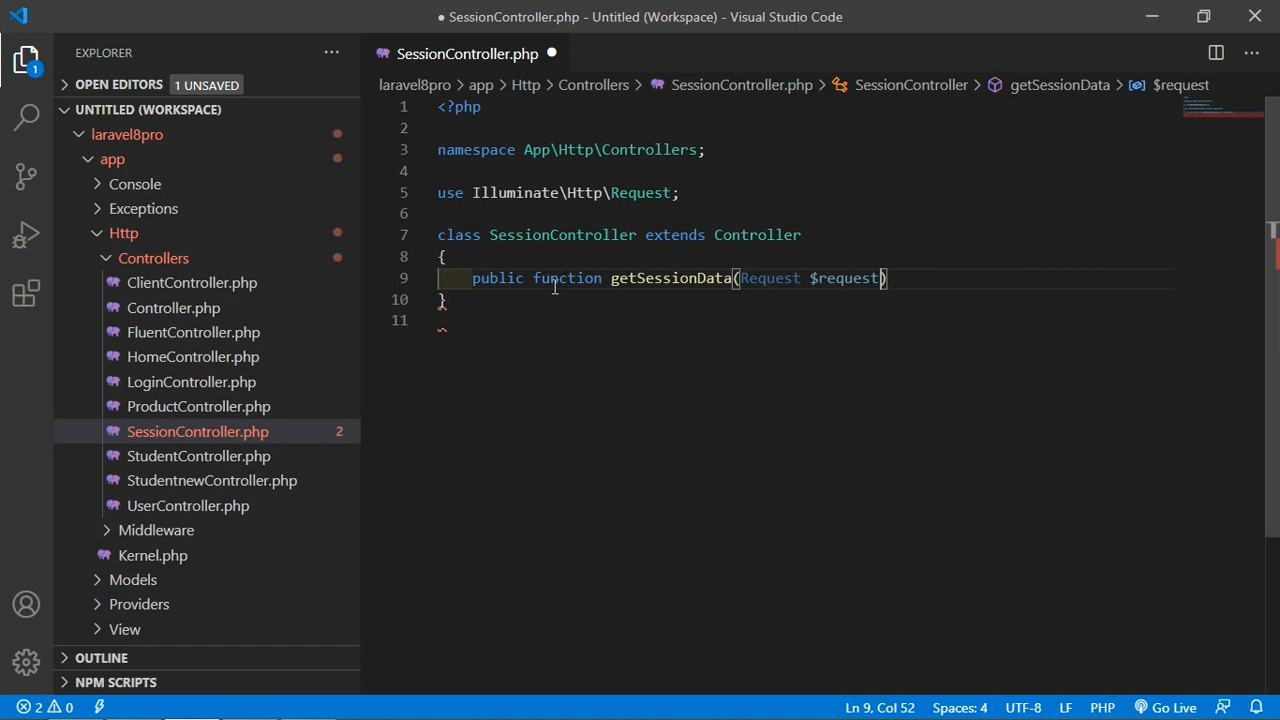 ● SessionController.php - Untitled (Workspace) - Visual Studio Code
EXPLORER
SessionController.php
OPEN EDITORS 1 UNSAVED
laravel8pro > app > Http > Controllers > SessionController.php > SessionController > getSessionData > $request
UNTITLED (WORKSPACE)
laravel8pro
app
Console
Exceptions
Http
Controllers
ClientController.php
Controller.php
FluentController.php
HomeController.php
LoginController.php
ProductController.php
SessionController.php 2
StudentController.php
StudentnewController.php
UserController.php
Middleware
Kernel.php
Models
Providers
View
OUTLINE
NPM SCRIPTS
1
1 <?php
2
3 namespace App\Http\Controllers;
4
5 use Illuminate\Http\Request;
6
7 class SessionController extends Controller
8 {
9 public function getSessionData(Request $request)
10 }
11
2 0
Ln 9, Col 52 Spaces: 4 UTF-8 LF PHP Go Live